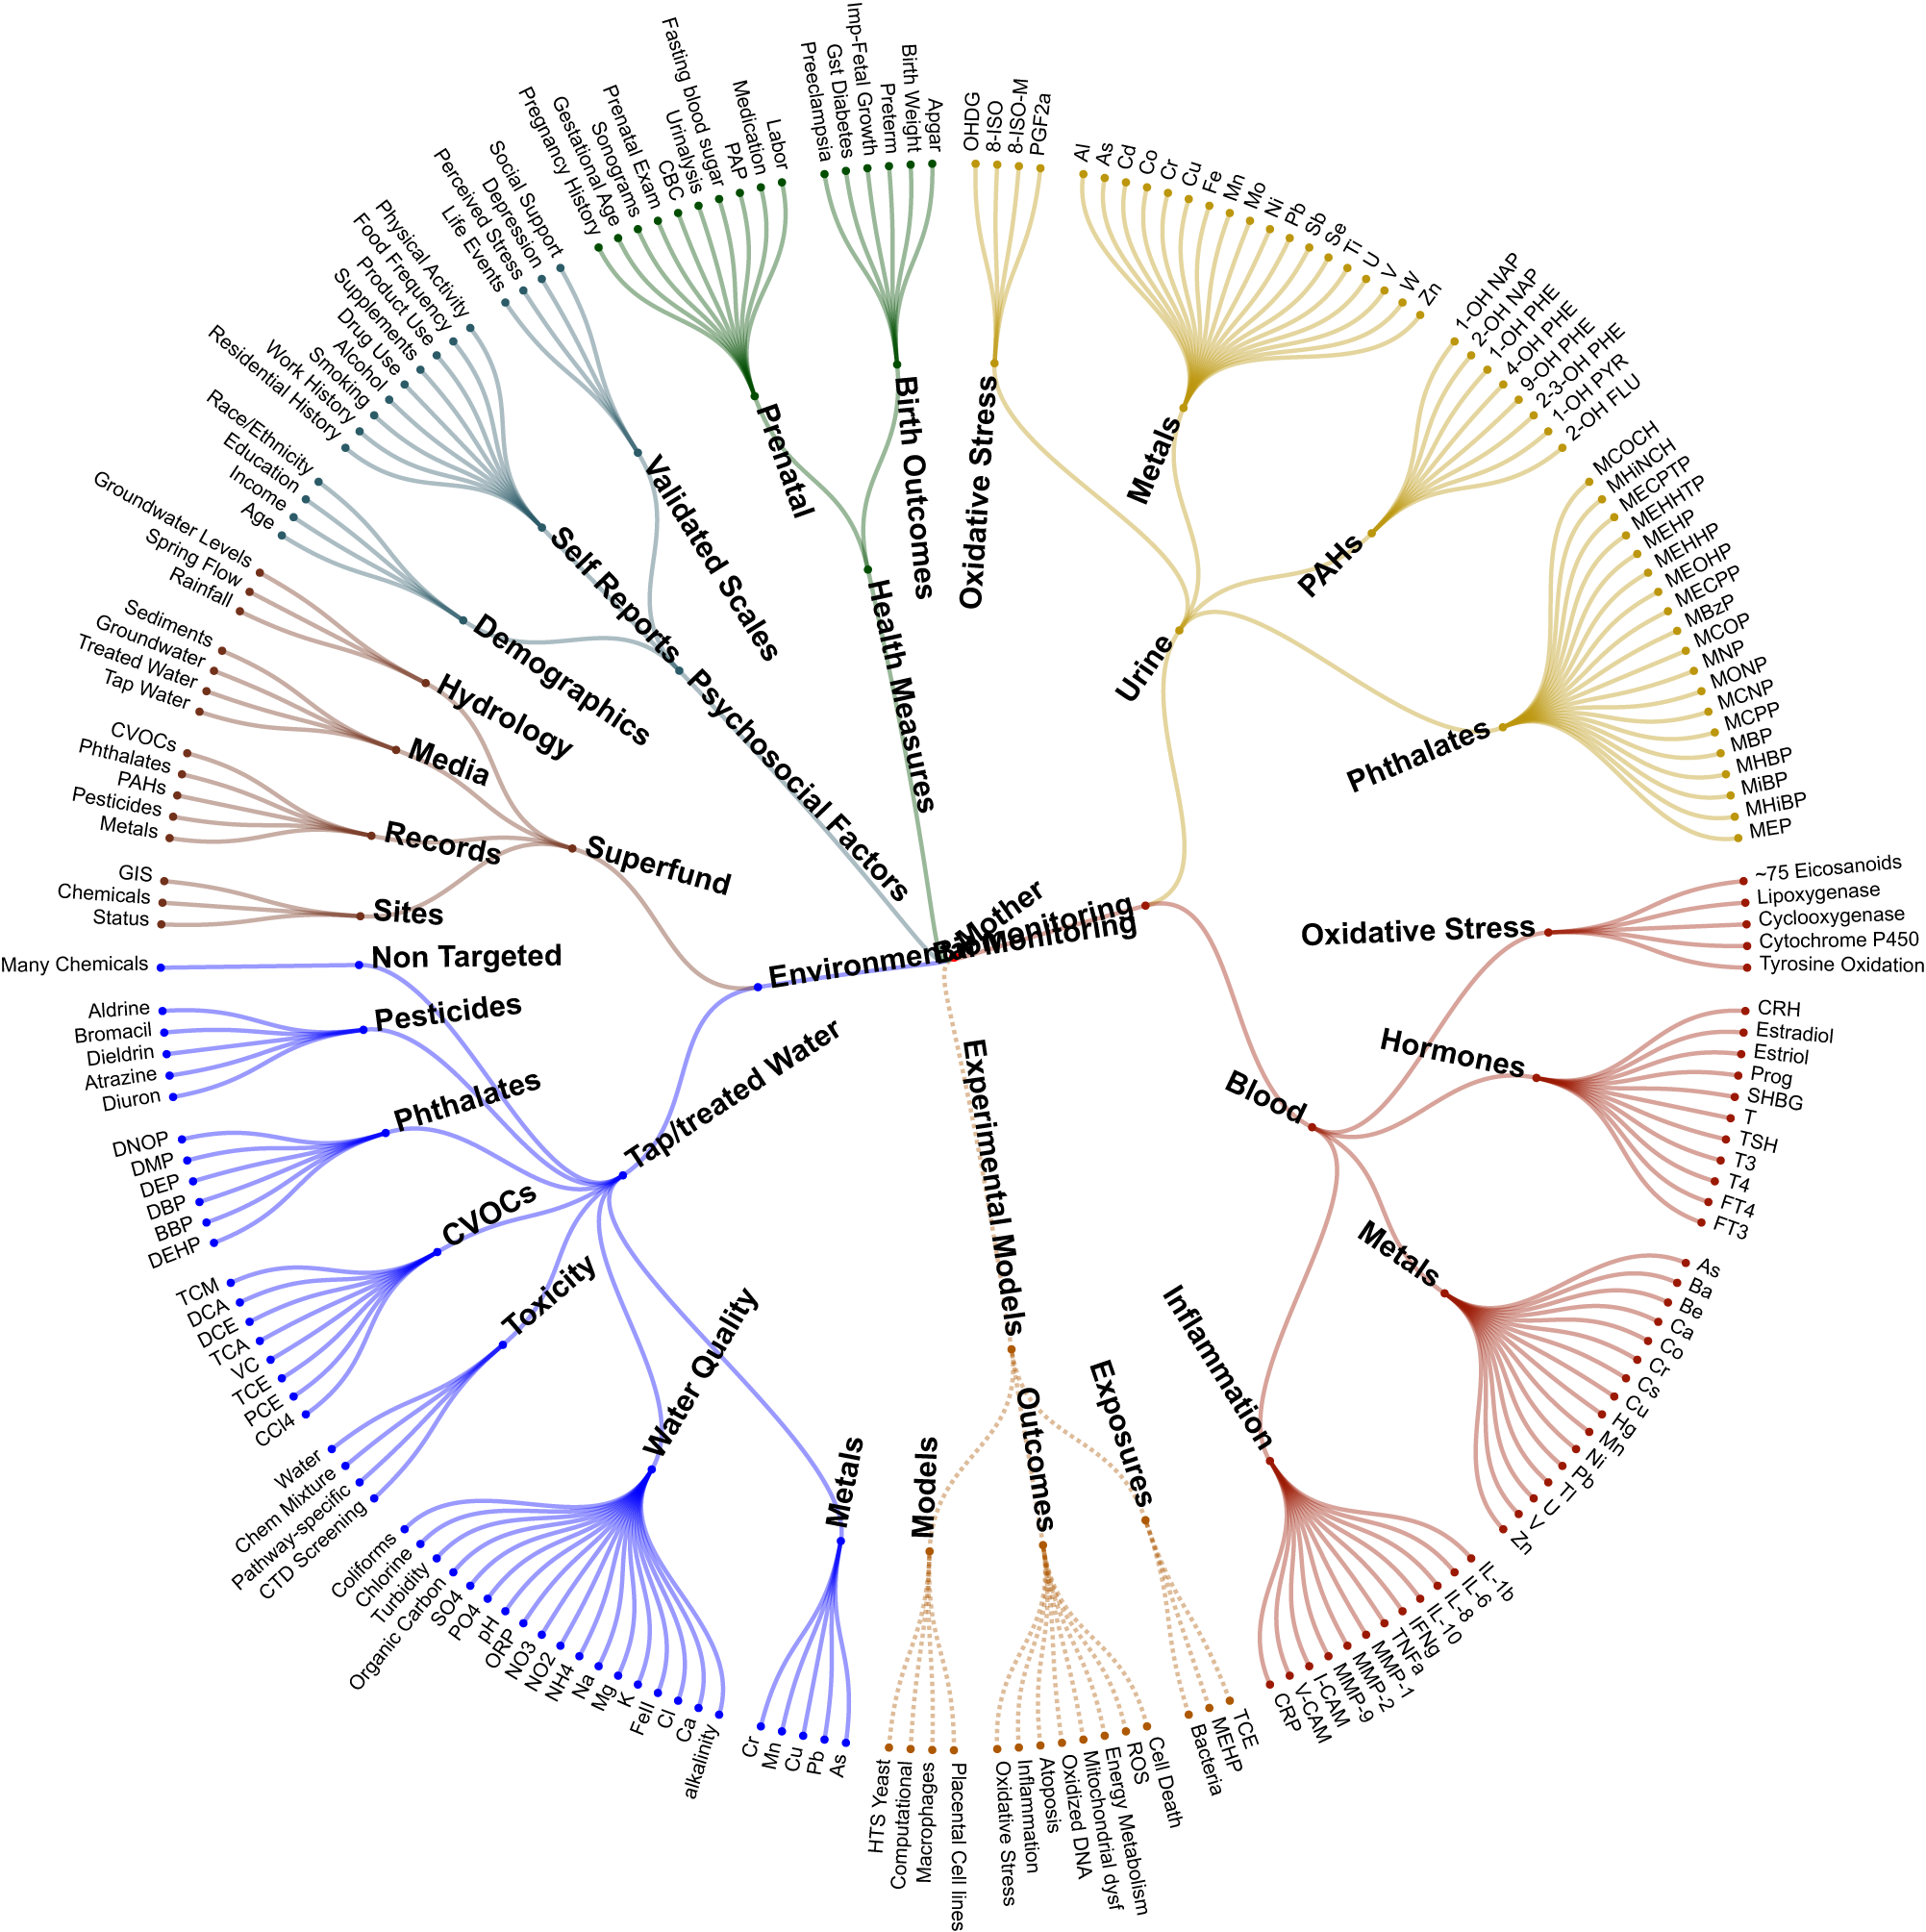 Mother
Bio Monitoring
Environmental Monitoring
Health Measures
Birth Outcomes
Preeclampsia
Gst Diabetes
Imp-Fetal Growth
Preterm
Birth Weight
Apgar
Prenatal
Pregnancy History
Gestational Age
Sonograms
Prenatal Exam
CBC
Urinalysis
Fasting blood sugar
PAP
Medication
Labor
Psychosocial Factors
Validated Scales
Life Events
Perceived Stress
Depression
Social Support
Self Reports
Residential History
Work History
Smoking
Alcohol
Drug Use
Supplements
Product Use
Food Frequency
Physical Activity
Demographics
Age
Income
Education
Race/Ethnicity
Superfund
Hydrology
Groundwater Levels
Spring Flow
Rainfall
Media
Sediments
Groundwater
Treated Water
Tap Water
Records
CVOCs
Phthalates
PAHs
Pesticides
Metals
Sites
GIS
Chemicals
Status
Tap/treated Water
Non Targeted
Many Chemicals
Pesticides
Aldrine
Bromacil
Dieldrin
Atrazine
Diuron
Phthalates
DNOP
DMP
DEP
DBP
BBP
DEHP
CVOCs
TCM
DCA
DCE
TCA
VC
TCE
PCE
CCl4
Toxicity
Water
Chem Mixture
Pathway-specific
CTD Screening
Water Quality
Coliforms
Chlorine
Turbidity
Organic Carbon
SO4
PO4
pH
ORP
NO3
NO2
NH4
Na
Mg
K
FeII
Cl
Ca
alkalinity
Metals
Cr
Mn
Cu
Pb
As
Experimental Models
Models
HTS Yeast
Computational
Macrophages
Placental Cell lines
Outcomes
Oxidative Stress
Inflammation
Atoposis
Oxidized DNA
Mitochondrial dysf
Energy Metabolism
ROS
Cell Death
Exposures
Bacteria
MEHP
TCE
Urine
Oxidative Stress
OHDG
8-ISO
8-ISO-M
PGF2a
Metals
Al
As
Cd
Co
Cr
Cu
Fe
Mn
Mo
Ni
Pb
Sb
Se
Ti
U
V
W
Zn
PAHs
1-OH NAP
2-OH NAP
1-OH PHE
4-OH PHE
9-OH PHE
2-3-OH PHE
1-OH PYR
2-OH FLU
Phthalates
MCOCH
MHiNCH
MECPTP
MEHHTP
MEHP
MEHHP
MEOHP
MECPP
MBzP
MCOP
MNP
MONP
MCNP
MCPP
MBP
MHBP
MiBP
MHiBP
MEP
Blood
Oxidative Stress
~75 Eicosanoids
Lipoxygenase
Cyclooxygenase
Cytochrome P450
Tyrosine Oxidation
Hormones
CRH
Estradiol
Estriol
Prog
SHBG
T
TSH
T3
T4
FT4
FT3
Metals
As
Ba
Be
Ca
Co
Cr
Cs
Cu
Hg
Mn
Ni
Pb
Tl
U
V
Zn
Inflammation
IL-1b
IL-6
IL-8
IL-10
IFNg
TNFa
MMP-1
MMP-2
MMP-9
I-CAM
V-CAM
CRP